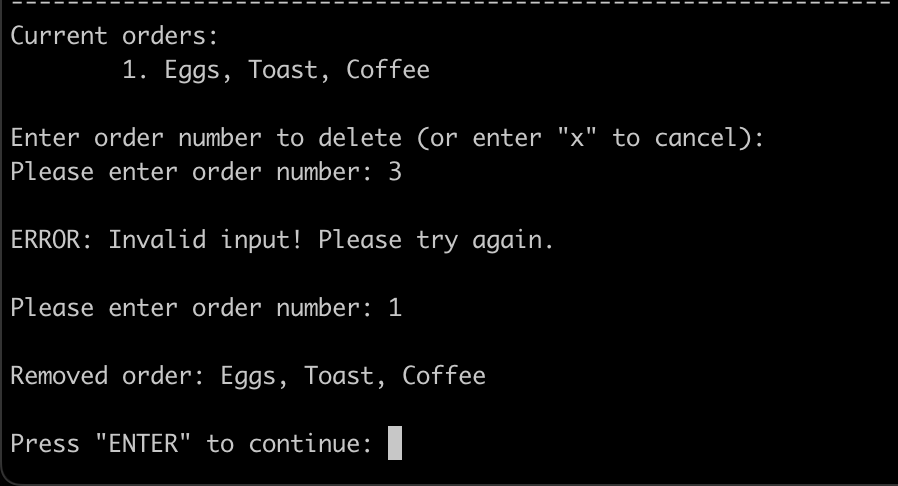 ----------------------------------------------------------------
Current orders:
1. Eggs, Toast, Coffee
Enter order number to delete (or enter "x" to cancel):
Please enter order number: 3
ERROR: Invalid input! Please try again.
Please enter order number: 1
Removed order: Eggs, Toast, Coffee
Press "ENTER" to continue: